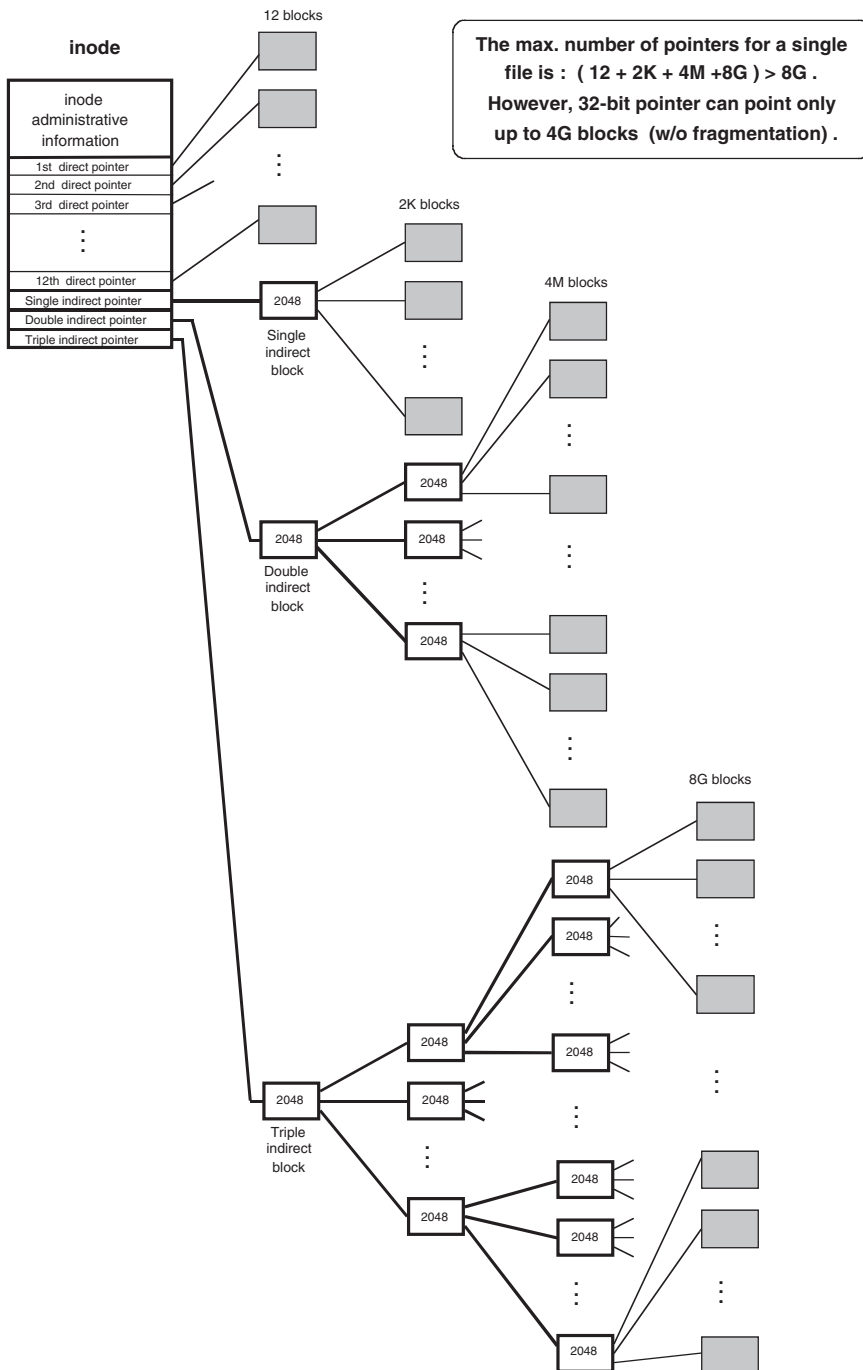 12 blocks
inode
The max. number of pointers for a single
file is : ( 12 + 2K + 4M +8G ) > 8G .
However, 32-bit pointer can point only
up to 4G blocks (w/o fragmentation) .
inode
administrative
information
1st direct pointer
2nd direct pointer
3rd direct pointer
12th direct pointer
Single indirect pointer
Double indirect pointer
Triple indirect pointer
2K blocks
2048
Single
indirect
block
4M blocks
2048
2048
2048
Double
indirect
block
2048
8G blocks
2048
2048
2048
2048
2048
2048
Triple
indirect
block
2048
2048
2048
2048
2048